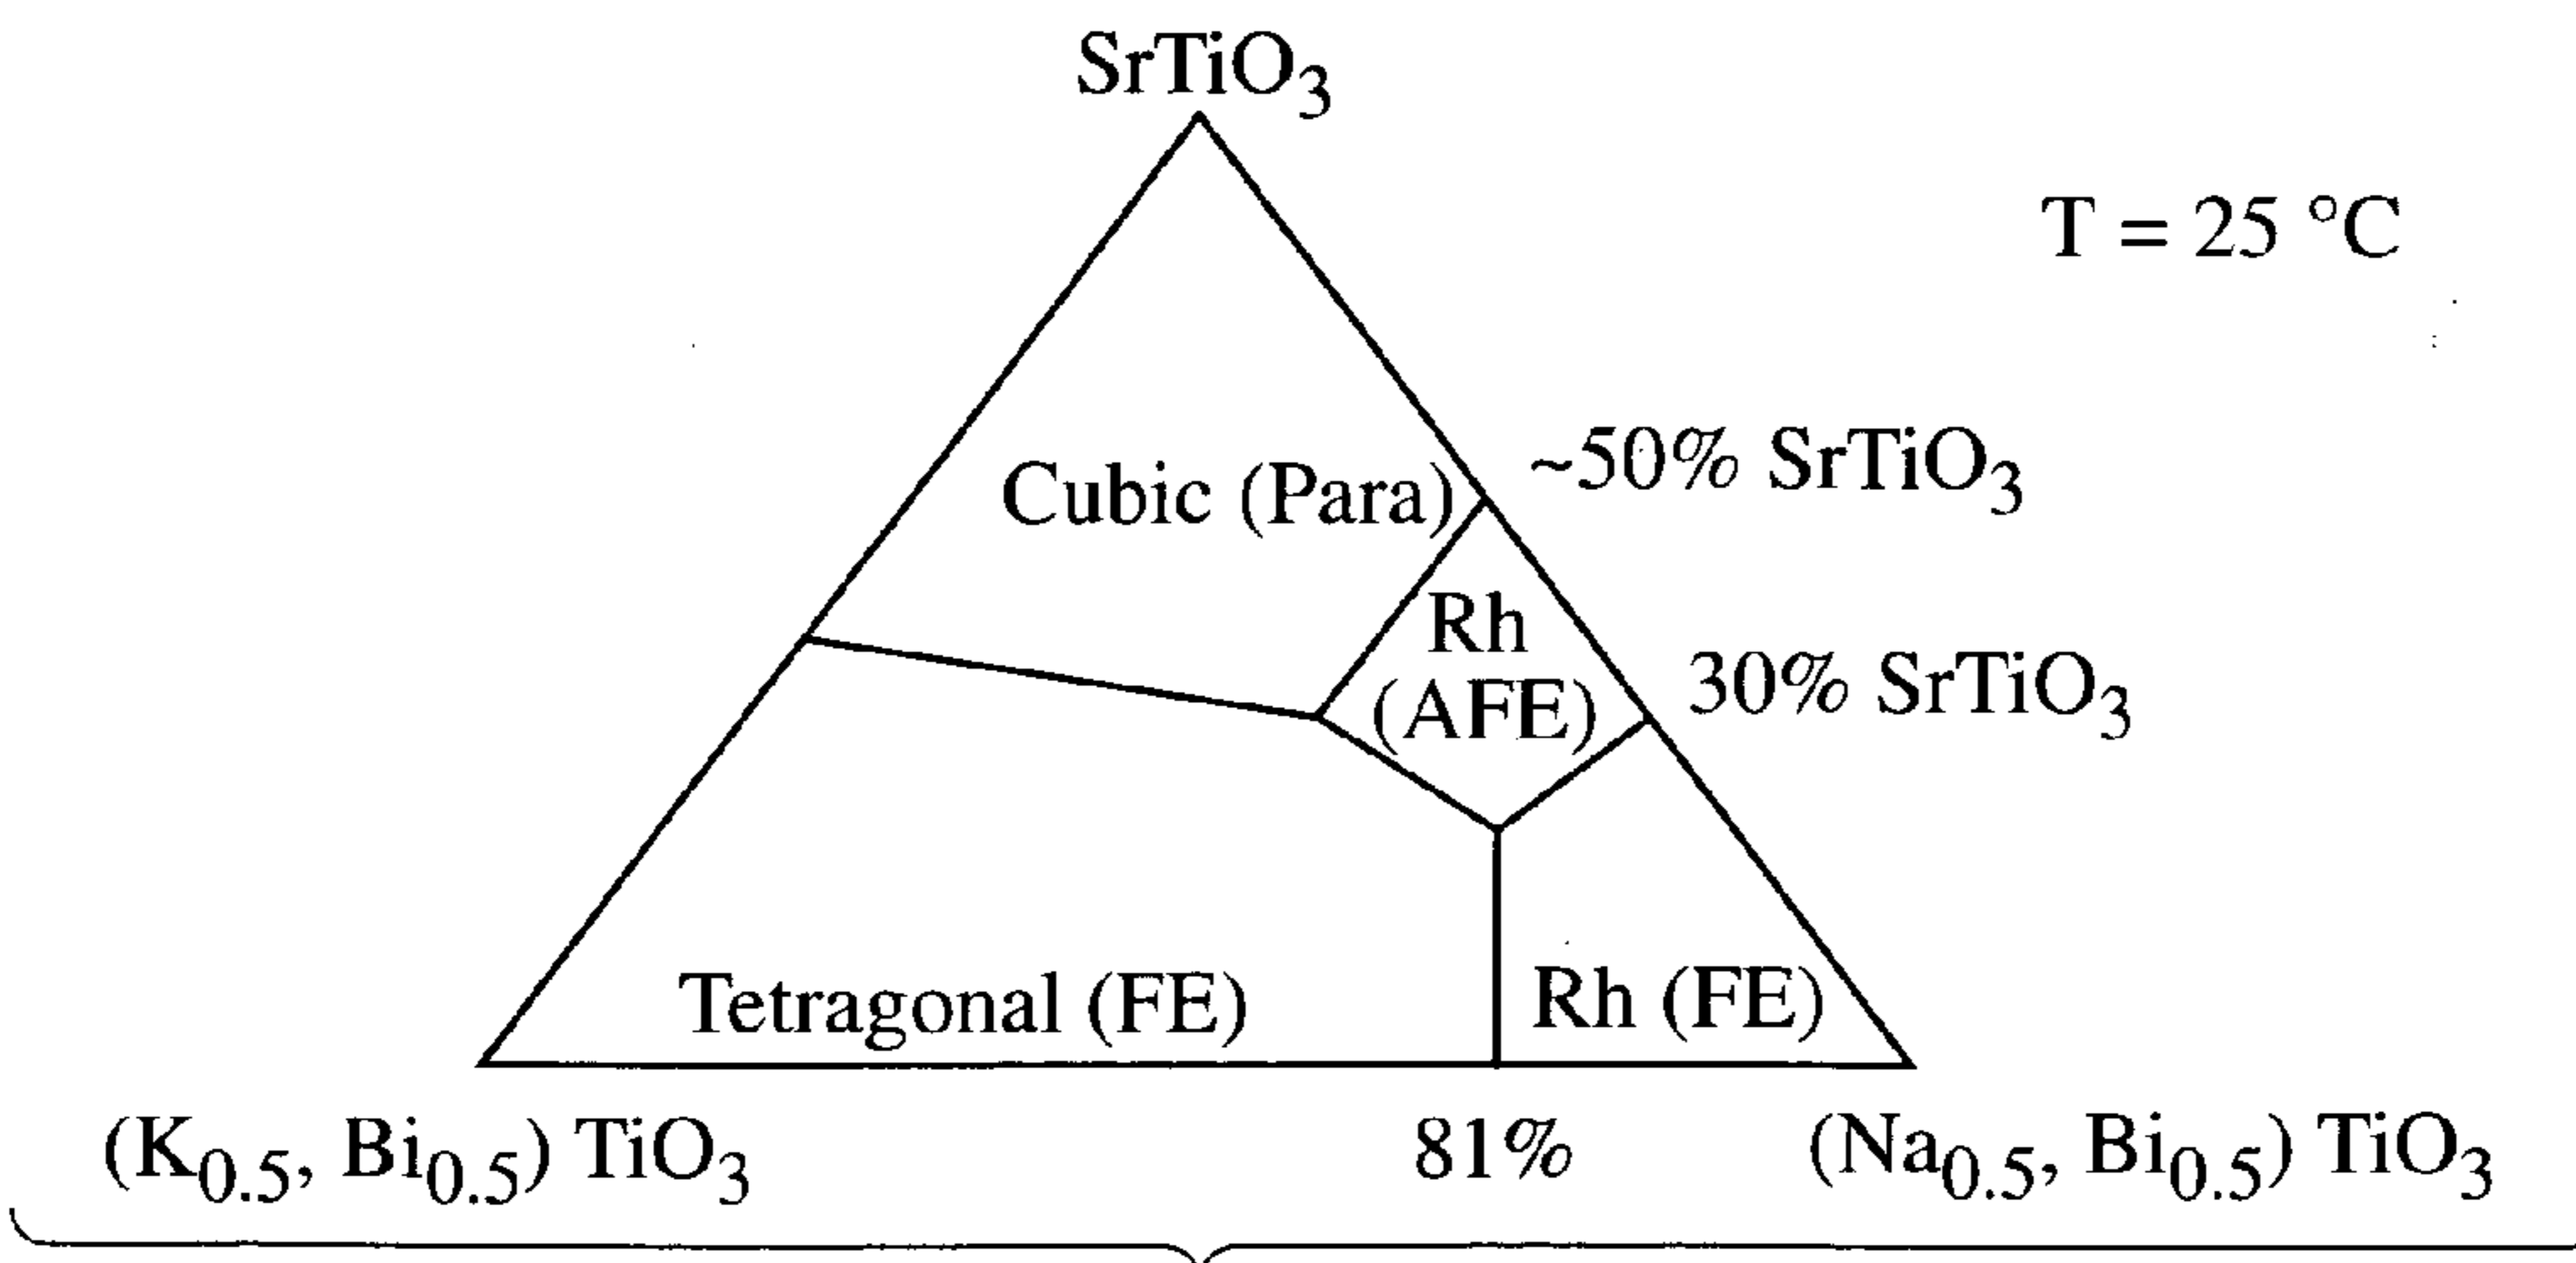 SrTiO₃
T = 25 °C
~50% SrTiO₃
Cubic (Para)
Rh
(AFE)
30% SrTiO₃
Tetragonal (FE)
Rh (FE)
(K₀.₅, Bi₀.₅) TiO₃
81%
(Na₀.₅, Bi₀.₅) TiO₃